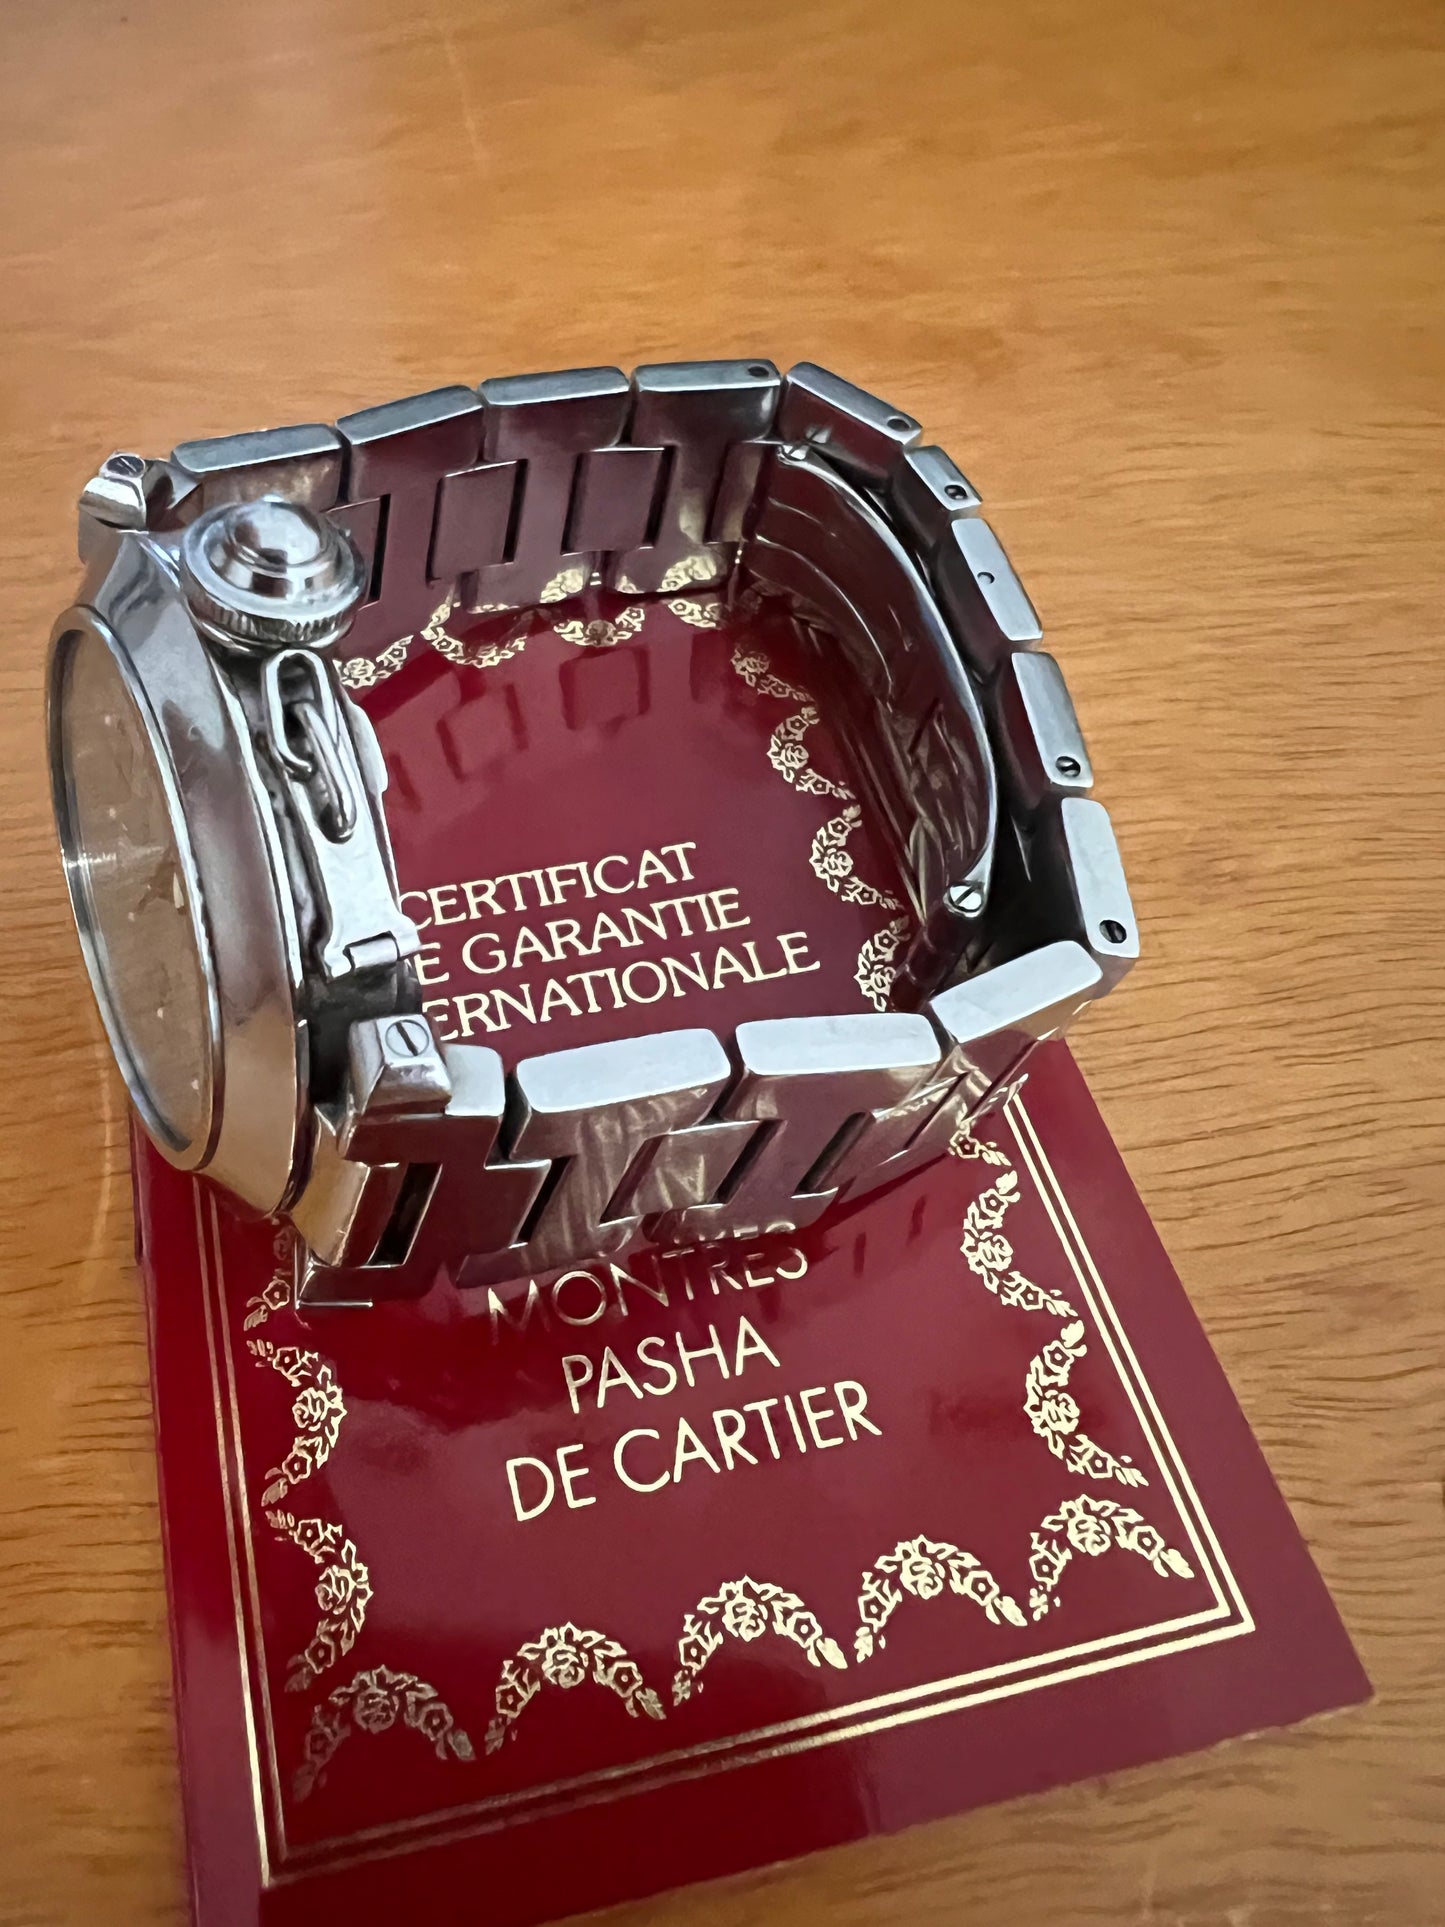 CERTIFICAT
E GARANTIE
ERNATIONALE
MONTRES
PASHA
DE CARTIER